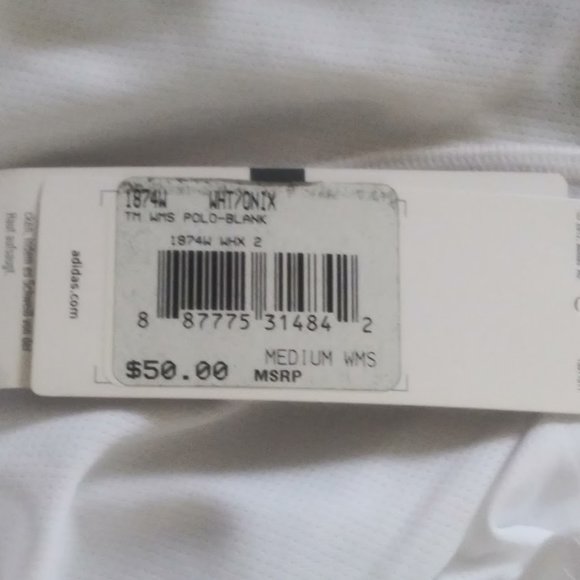 1874W WHT/ONIX
TM WMS POLO-BLANK
1874W WHX 2
8 87775 31484 2
MEDIUM WMS
$50.00 MSRP
adidas.com